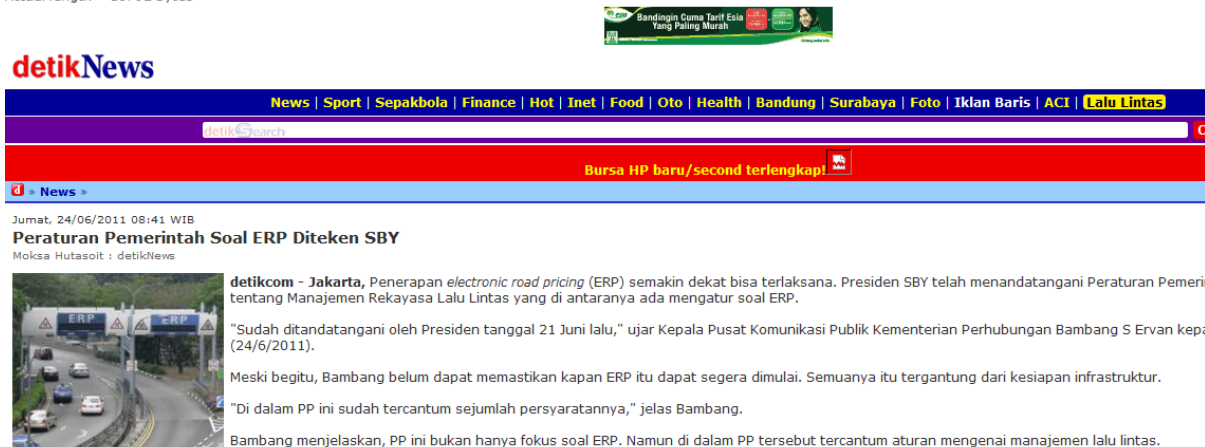 Bandingin Cuma Tarif Esia
Yang Paling Murah
detikNews
News | Sport | Sepakbola | Finance | Hot | Inet | Food | Oto | Health | Bandung | Surabaya | Foto | Iklan Baris | ACI | Lalu Lintas
detikSearch
Bursa HP baru/second terlengkap!
d » News »
Jumat, 24/06/2011 08:41 WIB
Peraturan Pemerintah Soal ERP Diteken SBY
Moksa Hutasoit : detikNews
ERP ERP
detikcom - Jakarta, Penerapan electronic road pricing (ERP) semakin dekat bisa terlaksana. Presiden SBY telah menandatangani Peraturan Pemeri
tentang Manajemen Rekayasa Lalu Lintas yang di antaranya ada mengatur soal ERP.
"Sudah ditandatangani oleh Presiden tanggal 21 Juni lalu," ujar Kepala Pusat Komunikasi Publik Kementerian Perhubungan Bambang S Ervan kepa
(24/6/2011).
Meski begitu, Bambang belum dapat memastikan kapan ERP itu dapat segera dimulai. Semuanya itu tergantung dari kesiapan infrastruktur.
"Di dalam PP ini sudah tercantum sejumlah persyaratannya," jelas Bambang.
Bambang menjelaskan, PP ini bukan hanya fokus soal ERP. Namun di dalam PP tersebut tercantum aturan mengenai manajemen lalu lintas.